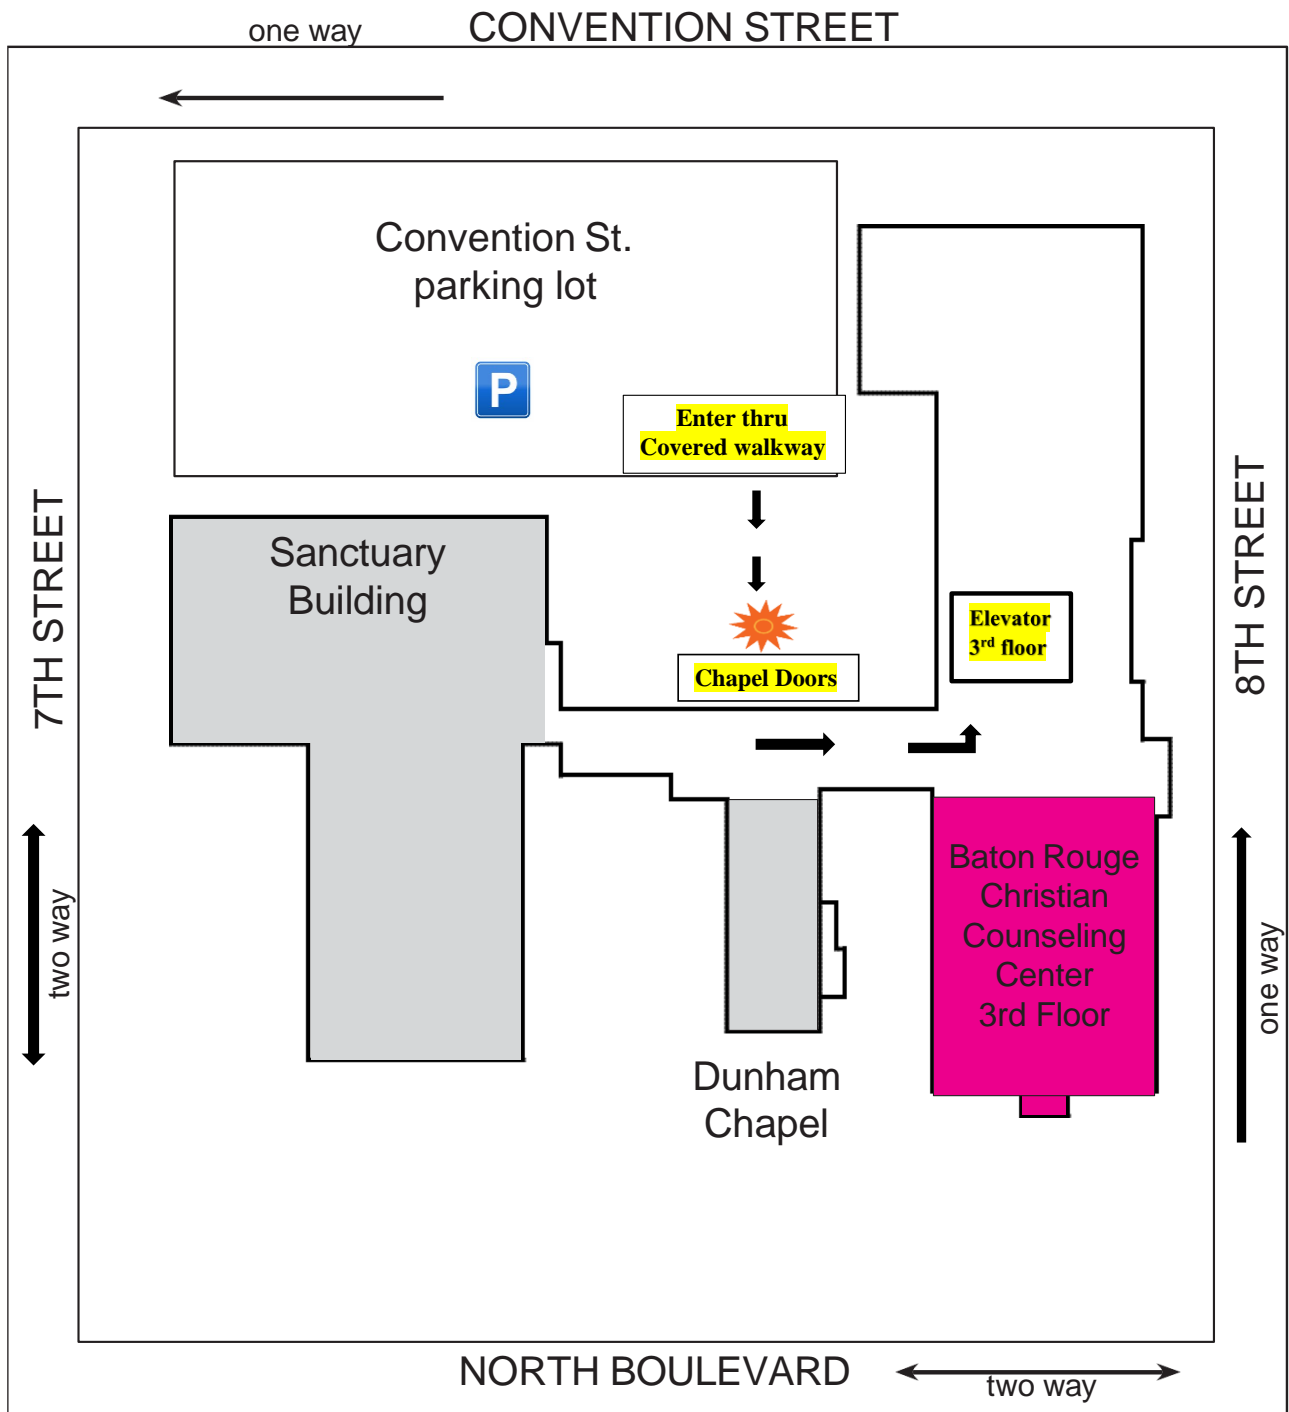 one way
CONVENTION STREET
Convention St.
parking lot
P
Enter thru
Covered walkway
7TH STREET
Sanctuary
Building
8TH STREET
Elevator
3rd floor
Chapel Doors
two way
Baton Rouge
Christian
Counseling
Center
3rd Floor
one way
Dunham
Chapel
NORTH BOULEVARD
two way